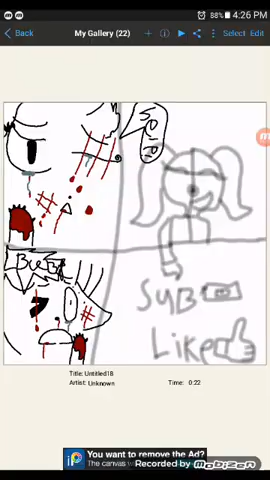 88% 4:26 PM
Back My Gallery (22) Select Edit
SUB
Like
Title: Untitled18
Artist: Unknown Time: 0:22
You want to remove the Ad?
The canvas
Recorded by Mobizen